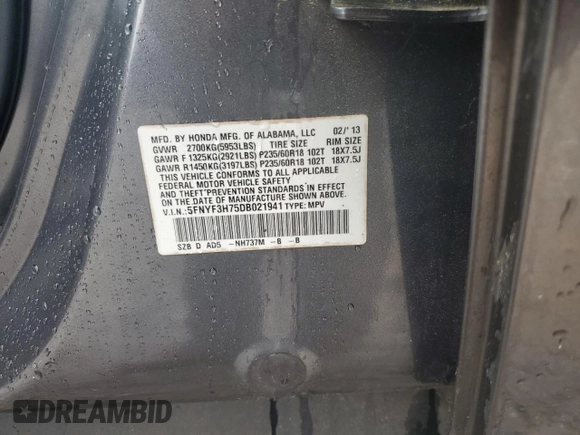 MFD. BY HONDA MFG. OF ALABAMA, LLC 02/'13
GVWR 2700KG(5953LBS) TIRE SIZE RIM SIZE
GAWR F 1325KG(2921LBS) P235/60R18 102T 18X7.5J
GAWR R1450KG(3197LBS) P235/60R18 102T 18X7.5J
THIS VEHICLE CONFORMS TO ALL APPLICABLE
FEDERAL MOTOR VEHICLE SAFETY
AND THEFT PREVENTION STANDARDS IN EFFECT
ON THE DATE OF MANUFACTURE SHOWN ABOVE.
V.I.N.: 5FNYF3H75DB021941 TYPE: MPV
SZB D AD5 -NH737M -B -B
DREAMBID